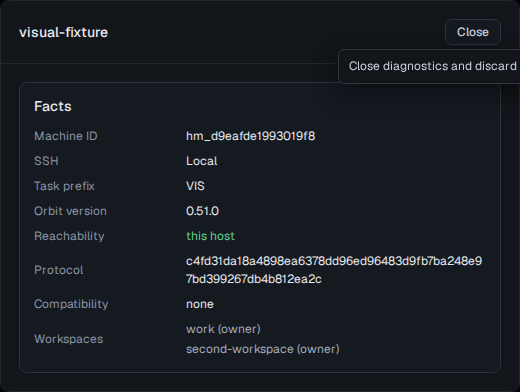 visual-fixture
Close
Close diagnostics and discard
Facts
Machine ID hm_d9eafde1993019f8
SSH Local
Task prefix VIS
Orbit version 0.51.0
Reachability this host
Protocol c4fd31da18a4898ea6378dd96ed96483d9fb7ba248e9
7bd399267db4b812ea2c
Compatibility none
Workspaces work (owner)
second-workspace (owner)